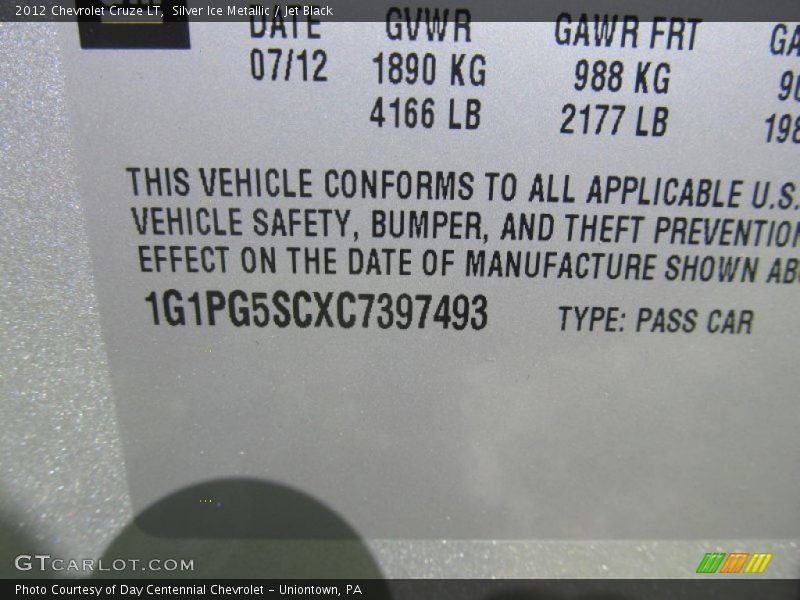 2012 Chevrolet Cruze LT, Silver Ice Metallic / Jet Black
DATE GVWR GAWR FRT
07/12 1890 KG 988 KG
4166 LB 2177 LB
THIS VEHICLE CONFORMS TO ALL APPLICABLE U.S.
VEHICLE SAFETY, BUMPER, AND THEFT PREVENTION
EFFECT ON THE DATE OF MANUFACTURE SHOWN
1G1PG5SCXC7397493 TYPE: PASS CAR
GTCARLOT.COM
Photo Courtesy of Day Centennial Chevrolet – Uniontown, PA